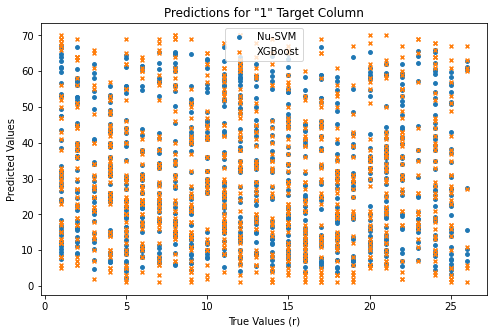 Predictions for "1" Target Column
Nu-SVM
XGBoost
Predicted Values
70
60
50
40
30
20
10
0
0
5
10
15
20
25
True Values (r)